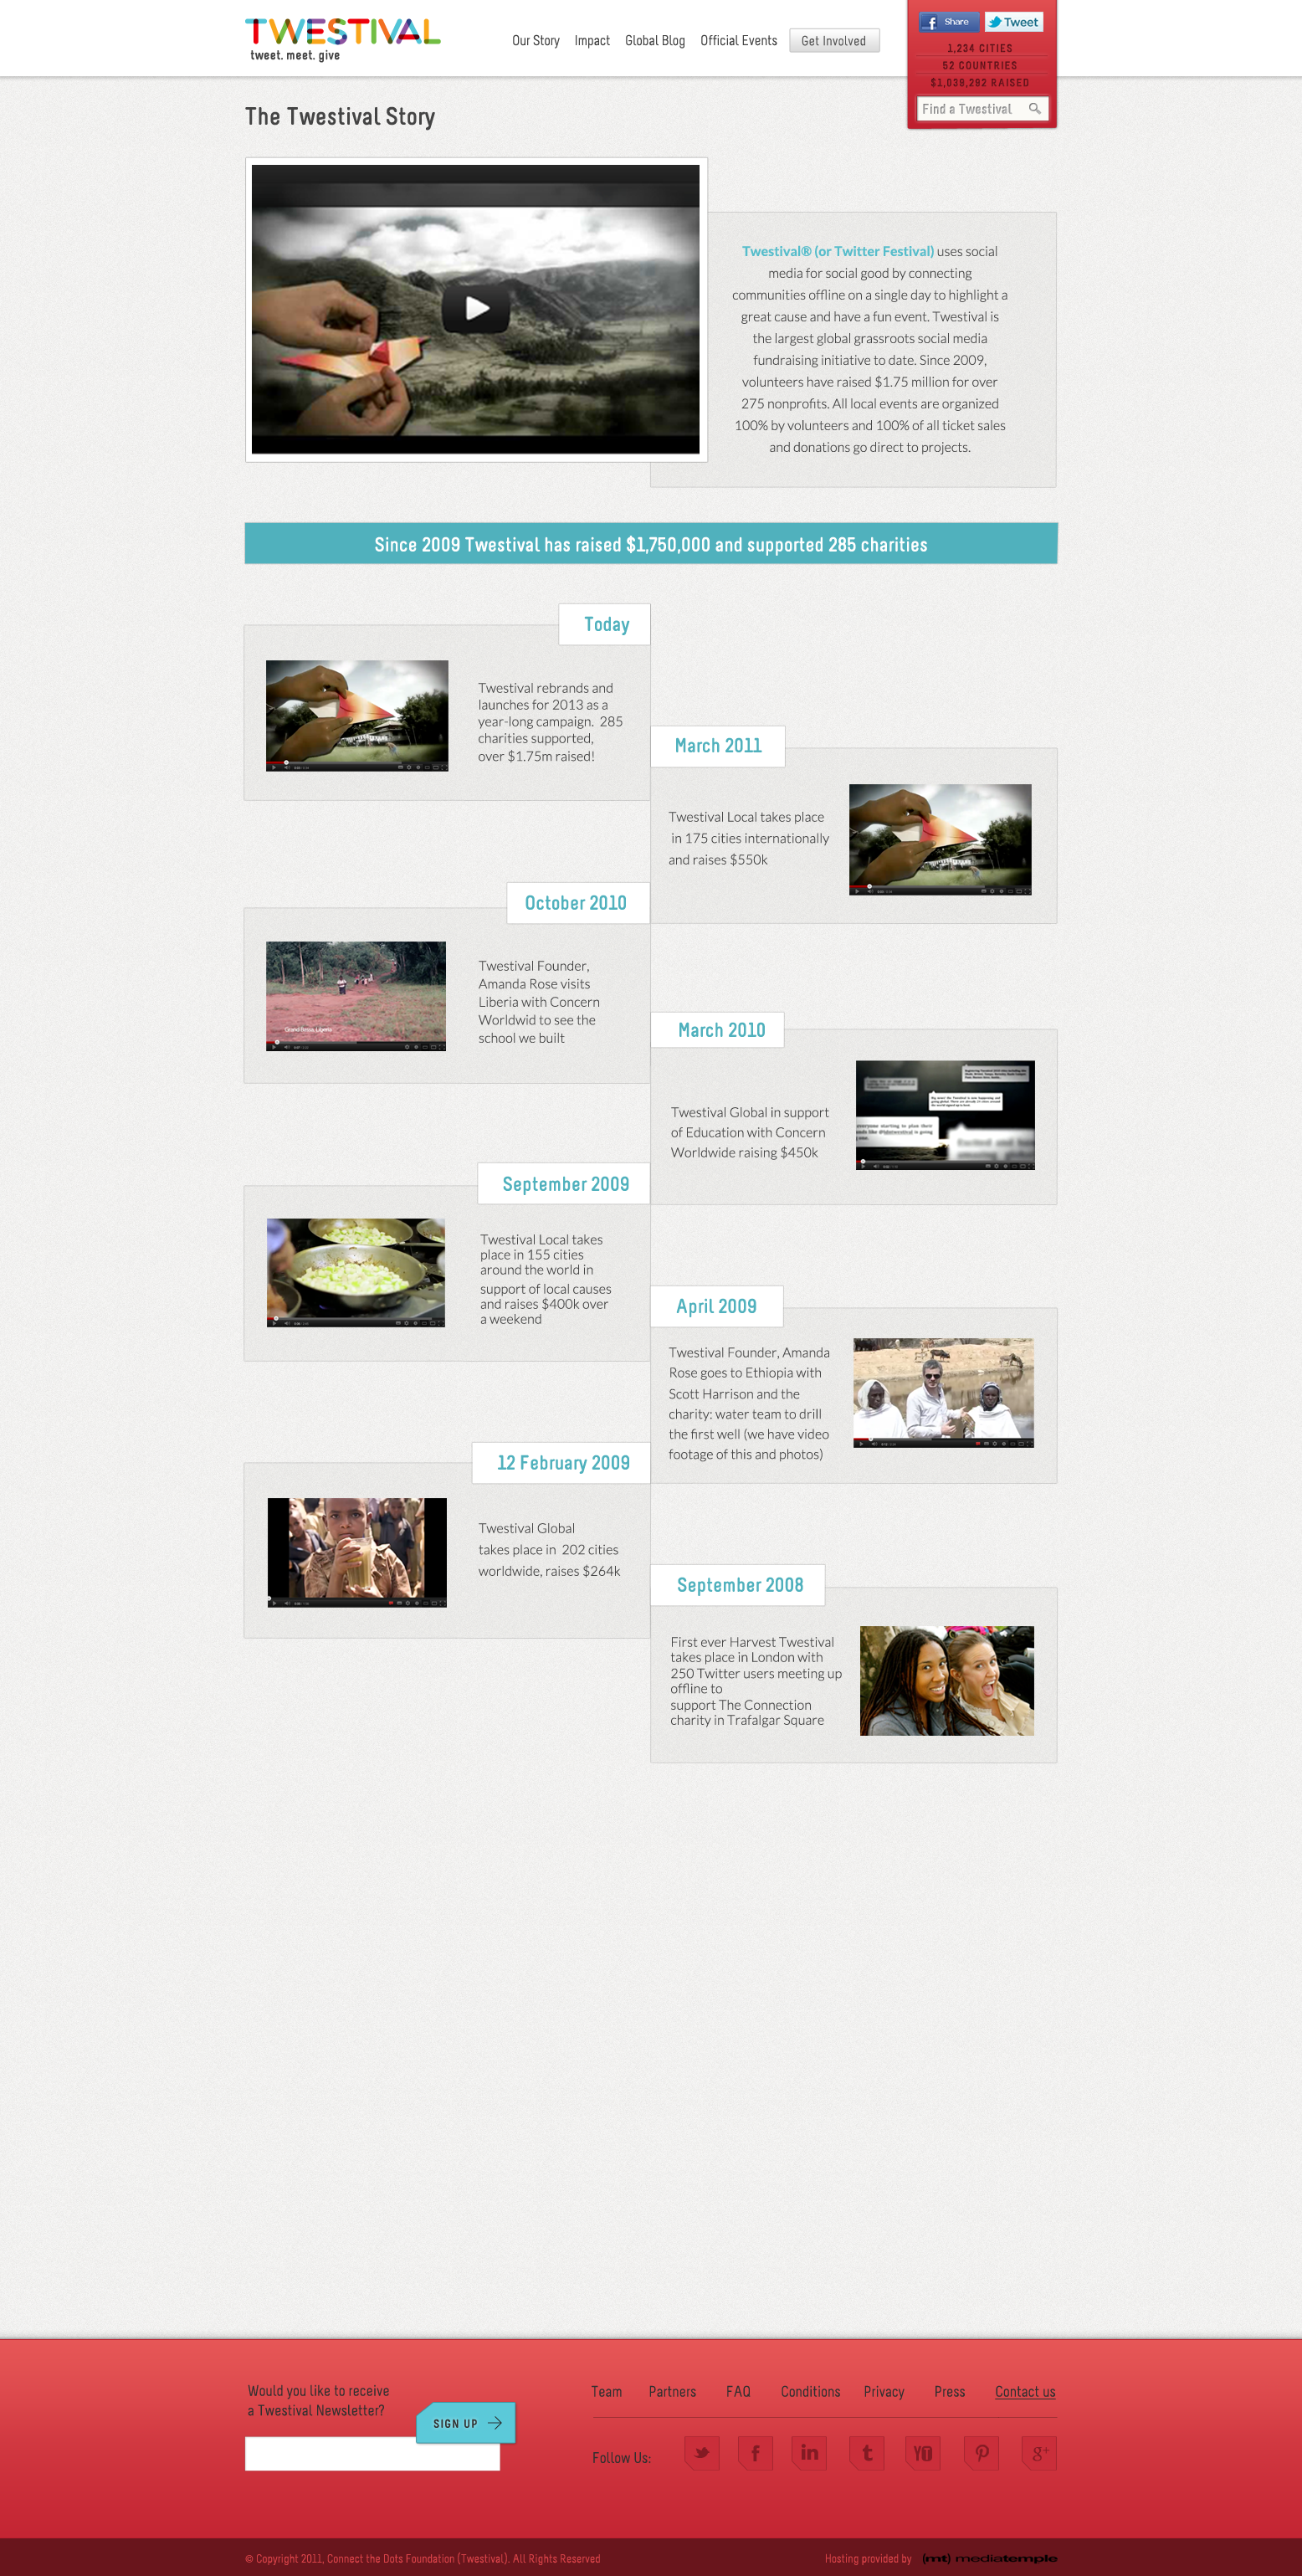 TWESTIVAL
tweet. meet. give
Our Story
Impact
Global Blog
Official Events
Get Involved
Share
Tweet
1,234 CITIES
52 COUNTRIES
$1,039,292 RAISED
Find a Twestival
The Twestival Story
Twestival® (or Twitter Festival) uses social
media for social good by connecting
communities offline on a single day to highlight a
great cause and have a fun event. Twestival is
the largest global grassroots social media
fundraising initiative to date. Since 2009,
volunteers have raised $1.75 million for over
275 nonprofits. All local events are organized
100% by volunteers and 100% of all ticket sales
and donations go direct to projects.
Since 2009 Twestival has raised $1,750,000 and supported 285 charities
Today
Twestival rebrands and
launches for 2013 as a
year-long campaign.  285
charities supported,
over $1.75m raised!
March 2011
Twestival Local takes place
in 175 cities internationally
and raises $550k
October 2010
Twestival Founder,
Amanda Rose visits
Liberia with Concern
Worldwid to see the
school we built
March 2010
Twestival Global in support
of Education with Concern
Worldwide raising $450k
September 2009
Twestival Local takes
place in 155 cities
around the world in
support of local causes
and raises $400k over
a weekend
April 2009
Twestival Founder, Amanda
Rose goes to Ethiopia with
Scott Harrison and the
charity: water team to drill
the first well (we have video
footage of this and photos)
12 February 2009
Twestival Global
takes place in  202 cities
worldwide, raises $264k
September 2008
First ever Harvest Twestival
takes place in London with
250 Twitter users meeting up
offline to
support The Connection
charity in Trafalgar Square
Would you like to receive
a Twestival Newsletter?
SIGN UP
Team
Partners
FAQ
Conditions
Privacy
Press
Contact us
Follow Us:
© Copyright 2011, Connect the Dots Foundation (Twestival). All Rights Reserved
Hosting provided by
(mt) mediatemple